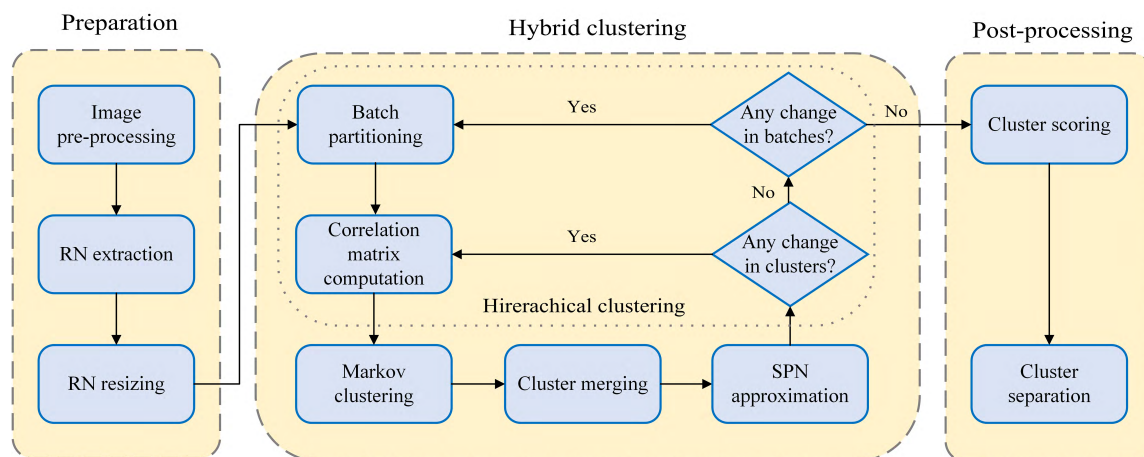 Preparation
Image
pre-processing
RN extraction
RN resizing
Hybrid clustering
Batch
partitioning
Yes
Any change
in batches?
No
Correlation
matrix
computation
Yes
Any change
in clusters?
No
Hirerachical clustering
Markov
clustering
Cluster merging
SPN
approximation
Post-processing
Cluster scoring
Cluster
separation